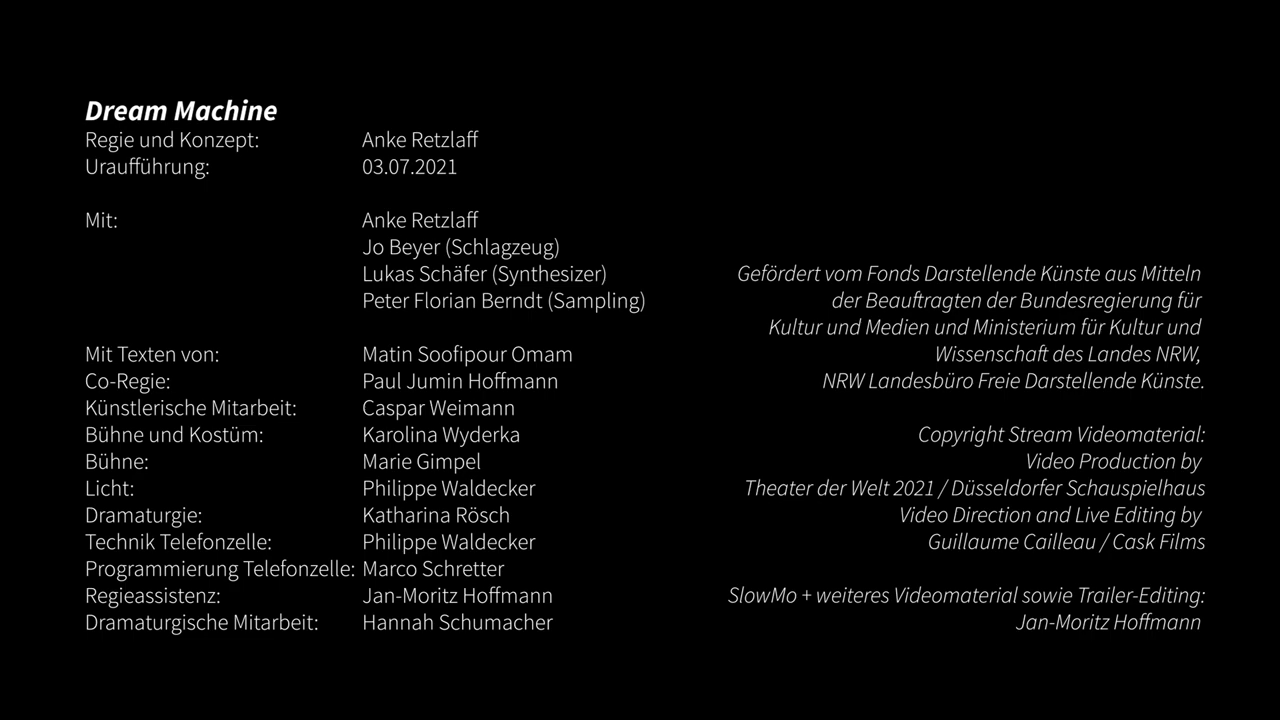 Dream Machine
Regie und Konzept: Anke Retzlaff
Uraufführung: 03.07.2021
Mit: Anke Retzlaff
Jo Beyer (Schlagzeug)
Lukas Schäfer (Synthesizer)
Peter Florian Berndt (Sampling)
Mit Texten von: Matin Soofipour Omam
Co-Regie: Paul Jumin Hoffmann
Künstlerische Mitarbeit: Caspar Weimann
Bühne und Kostüm: Karolina Wyderka
Bühne: Marie Gimpel
Licht: Philippe Waldecker
Dramaturgie: Katharina Rösch
Technik Telefonzelle: Philippe Waldecker
Programmierung Telefonzelle: Marco Schretter
Regieassistenz: Jan-Moritz Hoffmann
Dramaturgische Mitarbeit: Hannah Schumacher
Gefördert vom Fonds Darstellende Künste aus Mitteln
der Beauftragten der Bundesregierung für
Kultur und Medien und Ministerium für Kultur und
Wissenschaft des Landes NRW,
NRW Landesbüro Freie Darstellende Künste.
Copyright Stream Videomaterial:
Video Production by
Theater der Welt 2021 / Düsseldorfer Schauspielhaus
Video Direction and Live Editing by
Guillaume Cailleau / Cask Films
SlowMo + weiteres Videomaterial sowie Trailer-Editing:
Jan-Moritz Hoffmann